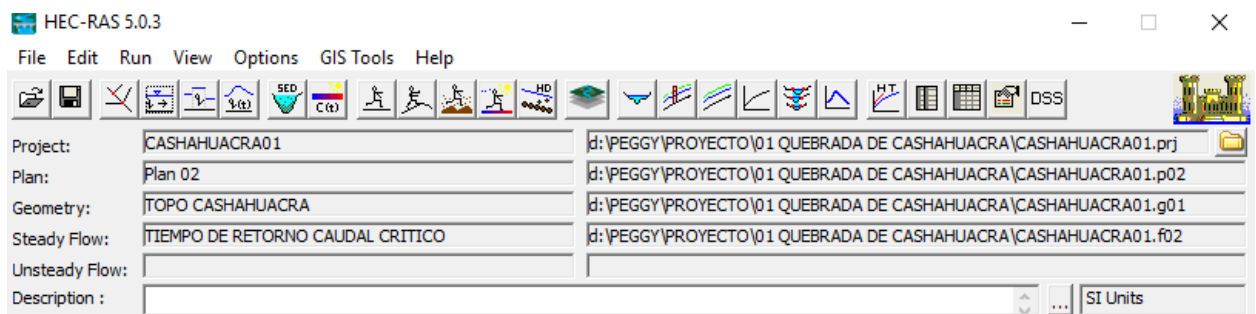 HEC-RAS 5.0.3
File Edit Run View Options GIS Tools Help
SED C(t) HD HT DSS
Project: CASHAHUACRA01 d:\PEGGY\PROYECTO\01 QUEBRADA DE CASHAHUACRA\CASHAHUACRA01.prj
Plan: Plan 02 d:\PEGGY\PROYECTO\01 QUEBRADA DE CASHAHUACRA\CASHAHUACRA01.p02
Geometry: TOPO CASHAHUACRA d:\PEGGY\PROYECTO\01 QUEBRADA DE CASHAHUACRA\CASHAHUACRA01.g01
Steady Flow: TIEMPO DE RETORNO CAUDAL CRITICO d:\PEGGY\PROYECTO\01 QUEBRADA DE CASHAHUACRA\CASHAHUACRA01.f02
Unsteady Flow:
Description : ... SI Units